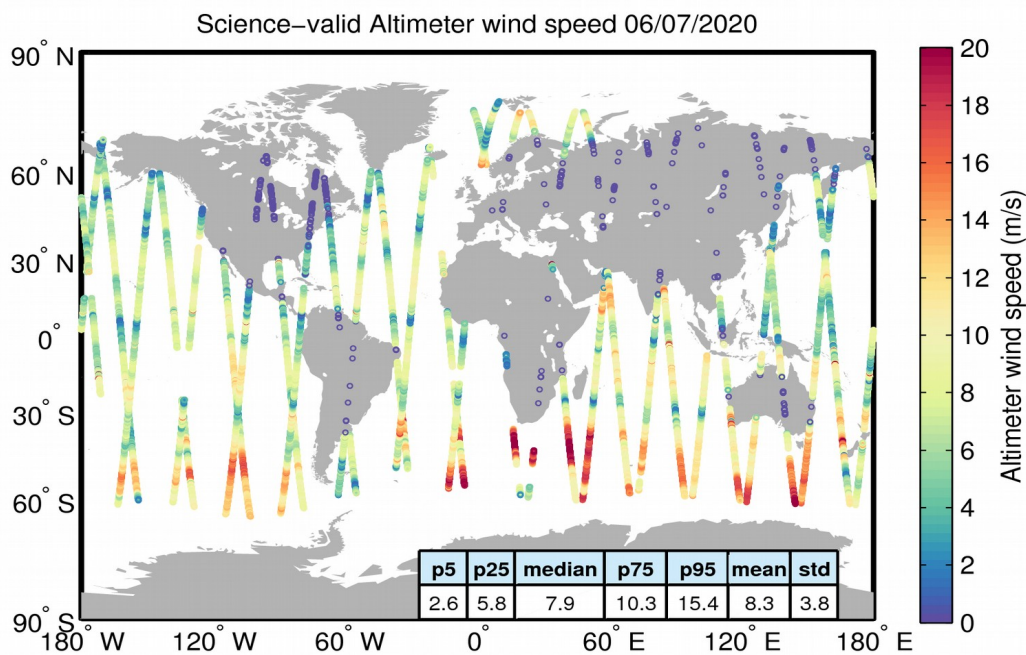 Science−valid Altimeter wind speed 06/07/2020
90° N
60° N
30° N
0°
30° S
60° S
90° S
180° W
120° W
60° W
0°
60° E
120° E
180° E
p5 p25 median p75 p95 mean std
2.6 5.8 7.9 10.3 15.4 8.3 3.8
20
18
16
14
12
10
8
6
4
2
0
Altimeter wind speed (m/s)